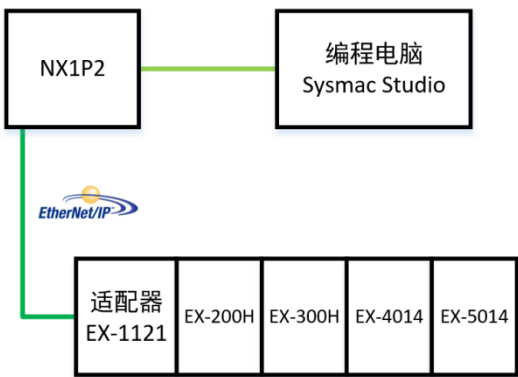 NX1P2
编程电脑
Sysmac Studio
EtherNet/IP
适配器
EX-1121
EX-200H
EX-300H
EX-4014
EX-5014